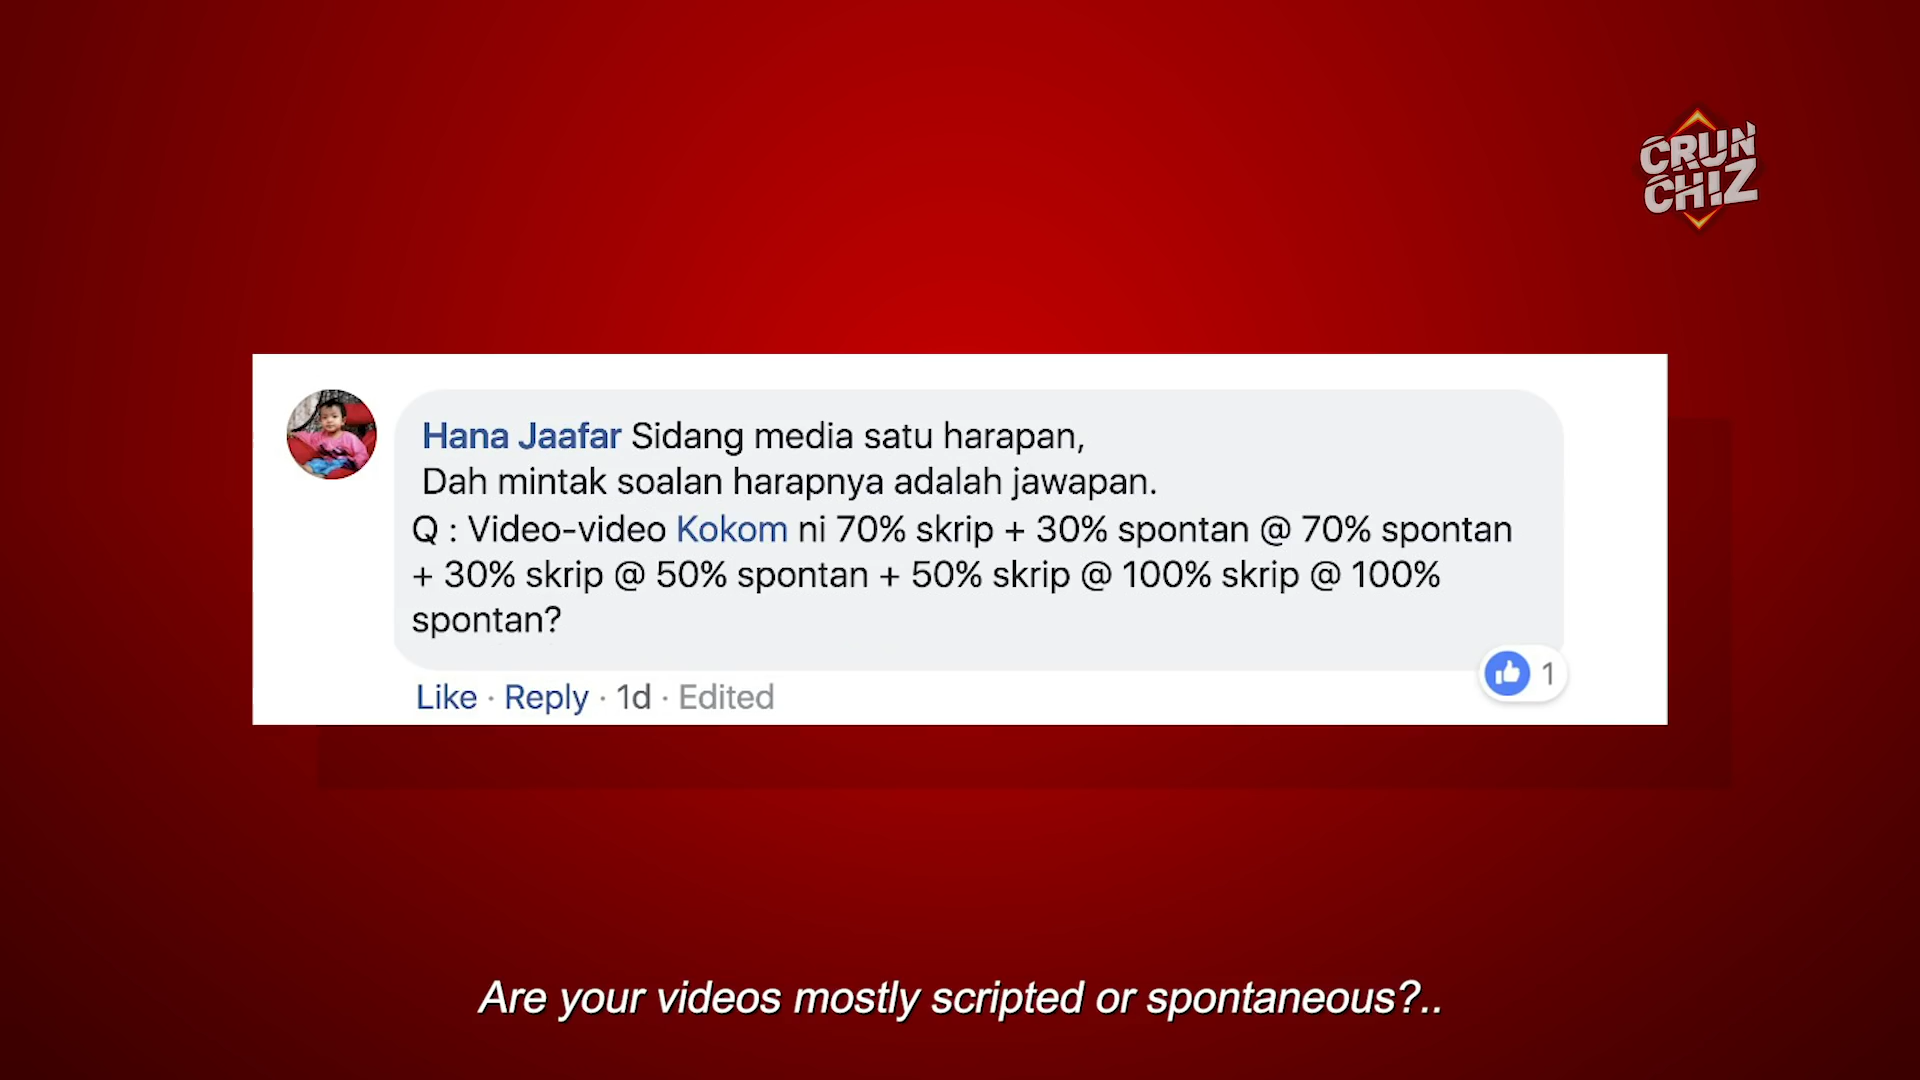 CRUN
CHIZ
Hana Jaafar Sidang media satu harapan,
Dah mintak soalan harapnya adalah jawapan.
Q : Video-video Kokom ni 70% skrip + 30% spontan @ 70% spontan
+ 30% skrip @ 50% spontan + 50% skrip @ 100% skrip @ 100%
spontan?
1
Like · Reply · 1d · Edited
Are your videos mostly scripted or spontaneous?..